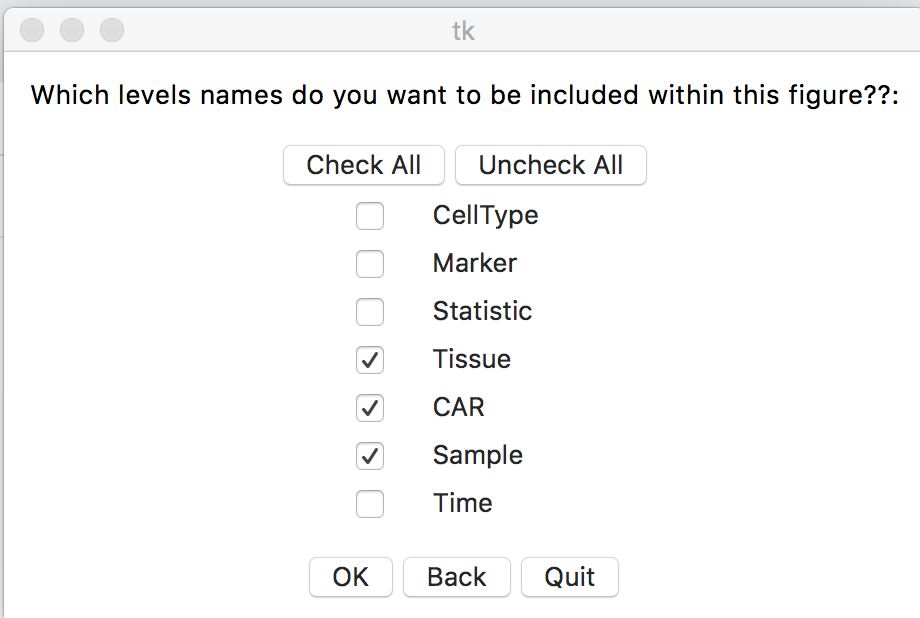 tk
Which levels names do you want to be included within this figure??:
Check All Uncheck All
CellType
Marker
Statistic
Tissue
CAR
Sample
Time
OK Back Quit